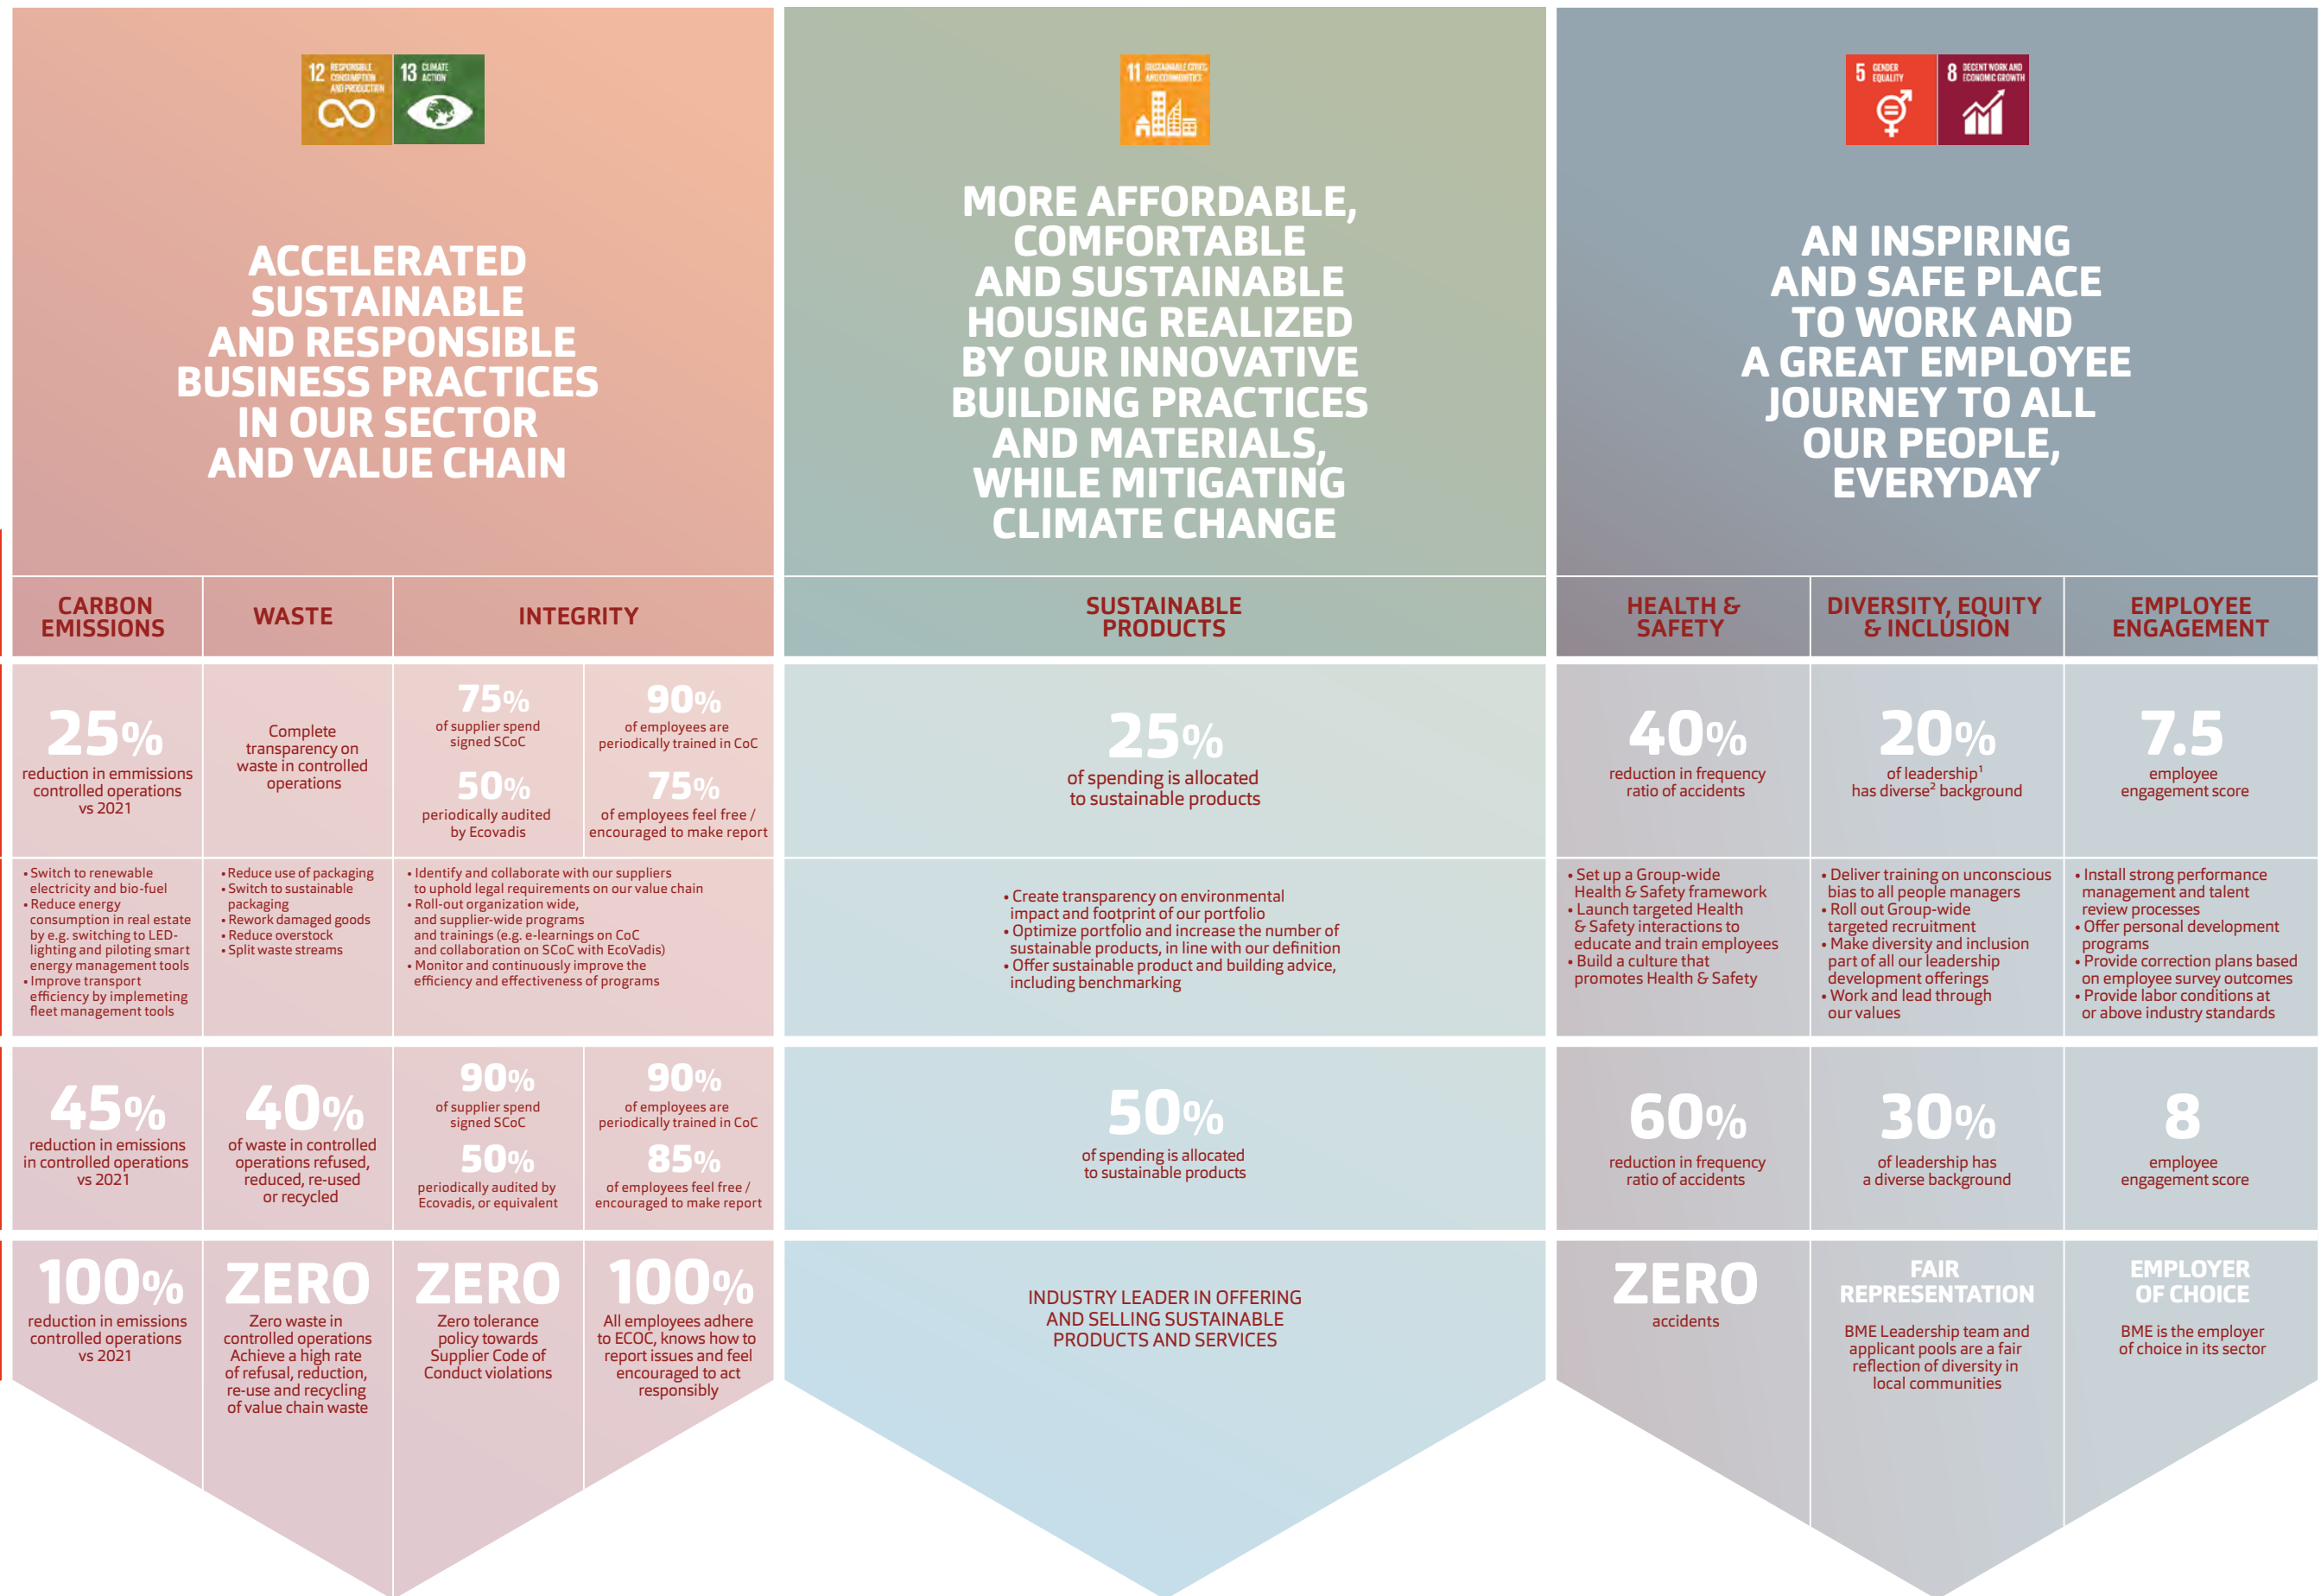 12 RESPONSIBLE
CONSUMPTION
AND PRODUCTION
13 CLIMATE
ACTION
ACCELERATED
SUSTAINABLE
AND RESPONSIBLE
BUSINESS PRACTICES
IN OUR SECTOR
AND VALUE CHAIN
11 SUSTAINABLE CITIES
AND COMMUNITIES
MORE AFFORDABLE,
COMFORTABLE
AND SUSTAINABLE
HOUSING REALIZED
BY OUR INNOVATIVE
BUILDING PRACTICES
AND MATERIALS,
WHILE MITIGATING
CLIMATE CHANGE
5 GENDER
EQUALITY
8 DECENT WORK AND
ECONOMIC GROWTH
AN INSPIRING
AND SAFE PLACE
TO WORK AND
A GREAT EMPLOYEE
JOURNEY TO ALL
OUR PEOPLE,
EVERYDAY
CARBON
EMISSIONS
WASTE
INTEGRITY
SUSTAINABLE
PRODUCTS
HEALTH &
SAFETY
DIVERSITY, EQUITY
& INCLUSION
EMPLOYEE
ENGAGEMENT
25%
reduction in emmissions
controlled operations
vs 2021
Complete
transparency on
waste in controlled
operations
75%
of supplier spend
signed SCoC
50%
periodically audited
by Ecovadis
90%
of employees are
periodically trained in CoC
75%
of employees feel free /
encouraged to make report
25%
of spending is allocated
to sustainable products
40%
reduction in frequency
ratio of accidents
20%
of leadership¹
has diverse² background
7.5
employee
engagement score
• Switch to renewable
electricity and bio-fuel
• Reduce energy
consumption in real estate
by e.g. switching to LED-
lighting and piloting smart
energy management tools
• Improve transport
efficiency by implemeting
fleet management tools
• Reduce use of packaging
• Switch to sustainable
packaging
• Rework damaged goods
• Reduce overstock
• Split waste streams
• Identify and collaborate with our suppliers
to uphold legal requirements on our value chain
• Roll-out organization wide,
and supplier-wide programs
and trainings (e.g. e-learnings on CoC
and collaboration on SCoC with EcoVadis)
• Monitor and continuously improve the
efficiency and effectiveness of programs
• Create transparency on environmental
impact and footprint of our portfolio
• Optimize portfolio and increase the number of
sustainable products, in line with our definition
• Offer sustainable product and building advice,
including benchmarking
• Set up a Group-wide
Health & Safety framework
• Launch targeted Health
& Safety interactions to
educate and train employees
• Build a culture that
promotes Health & Safety
• Deliver training on unconscious
bias to all people managers
• Roll out Group-wide
targeted recruitment
• Make diversity and inclusion
part of all our leadership
development offerings
• Work and lead through
our values
• Install strong performance
management and talent
review processes
• Offer personal development
programs
• Provide correction plans based
on employee survey outcomes
• Provide labor conditions at
or above industry standards
45%
reduction in emissions
in controlled operations
vs 2021
40%
of waste in controlled
operations refused,
reduced, re-used
or recycled
90%
of supplier spend
signed SCoC
50%
periodically audited by
Ecovadis, or equivalent
90%
of employees are
periodically trained in CoC
85%
of employees feel free /
encouraged to make report
50%
of spending is allocated
to sustainable products
60%
reduction in frequency
ratio of accidents
30%
of leadership has
a diverse background
8
employee
engagement score
100%
reduction in emissions
controlled operations
vs 2021
ZERO
Zero waste in
controlled operations
Achieve a high rate
of refusal, reduction,
re-use and recycling
of value chain waste
ZERO
Zero tolerance
policy towards
Supplier Code of
Conduct violations
100%
All employees adhere
to ECOC, knows how to
report issues and feel
encouraged to act
responsibly
INDUSTRY LEADER IN OFFERING
AND SELLING SUSTAINABLE
PRODUCTS AND SERVICES
ZERO
accidents
FAIR
REPRESENTATION
BME Leadership team and
applicant pools are a fair
reflection of diversity in
local communities
EMPLOYER
OF CHOICE
BME is the employer
of choice in its sector